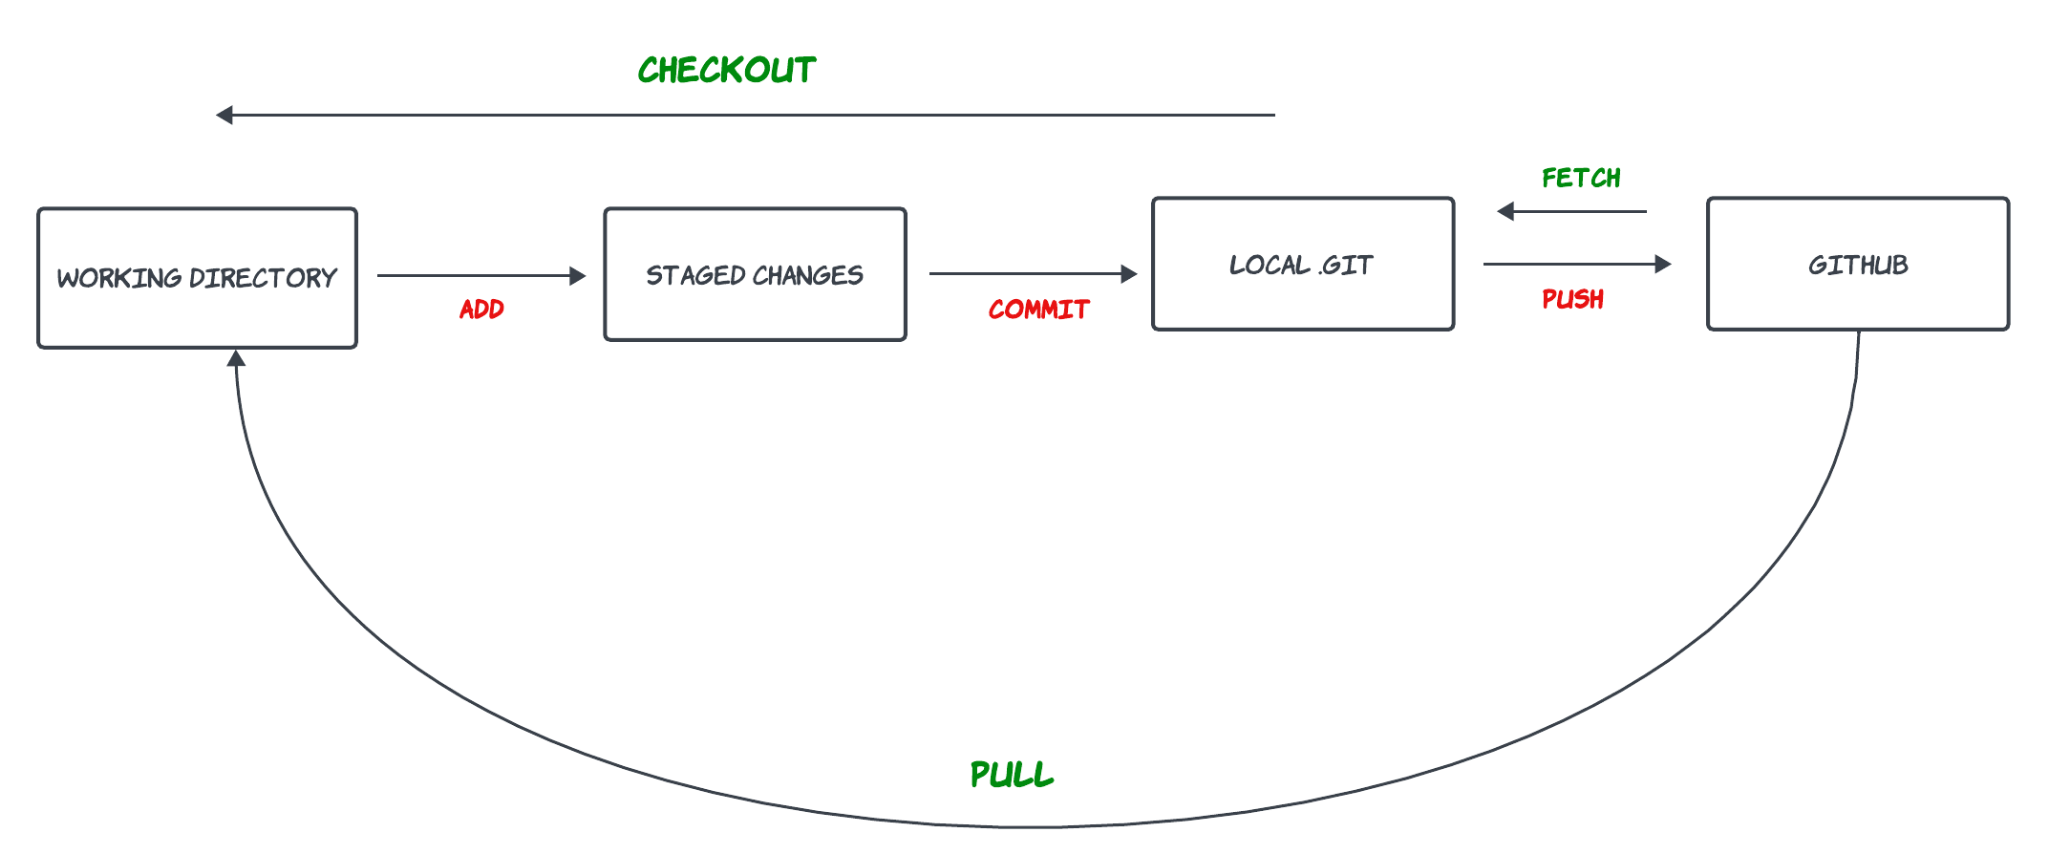 CHECKOUT
FETCH
WORKING DIRECTORY
ADD
STAGED CHANGES
COMMIT
LOCAL .GIT
PUSH
GITHUB
PULL